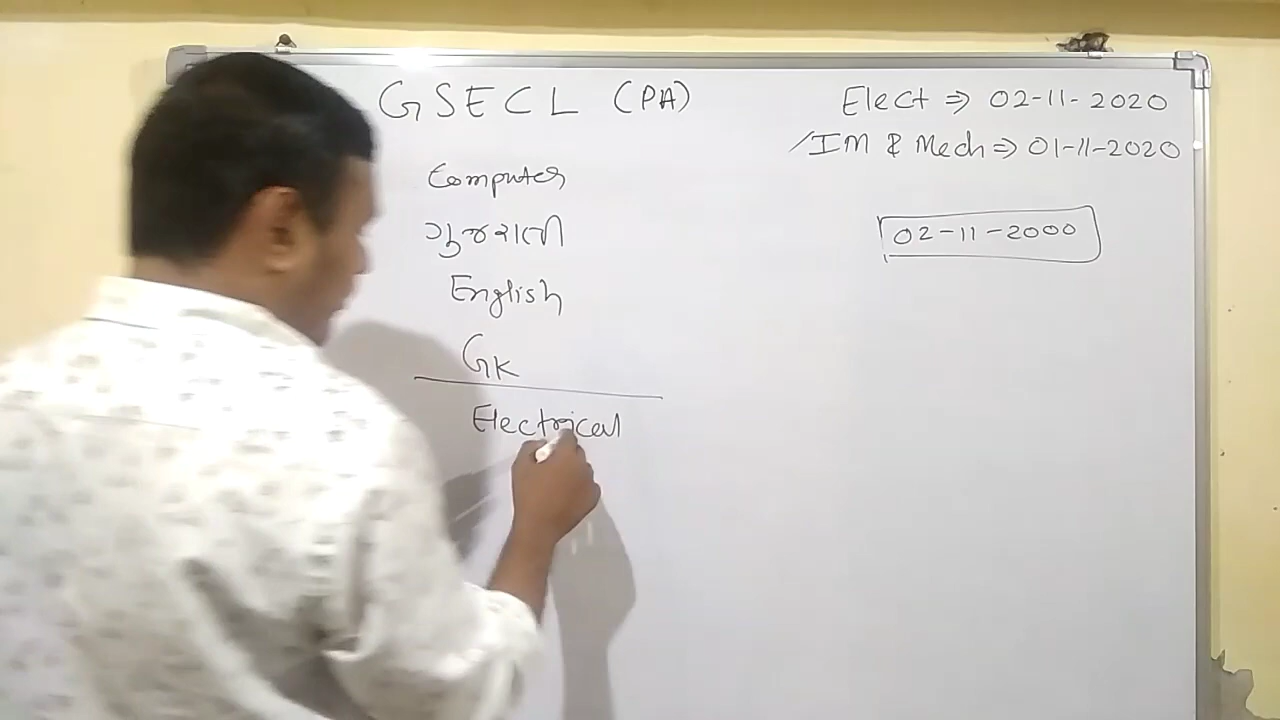 GSECL (PA)
Computer
ગુજરાતી
English
GK
Electrical
Elect ⇒ 02-11-2020
/IM & Mech ⇒ 01-11-2020
02-11-2000